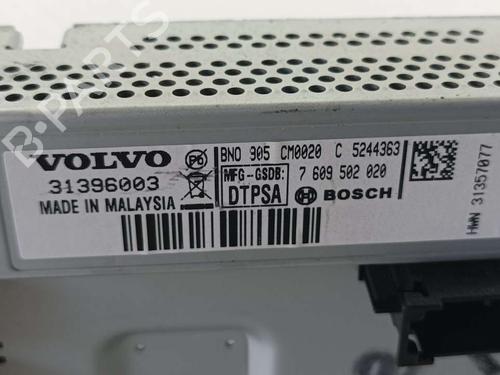 VOLVO
31396003
MADE IN MALAYSIA
BNO 905 CM0020 C 5244363
MFG-GSDB:
DTPSA
7 609 502 020
BOSCH
HWN 31357077
B-PARTS